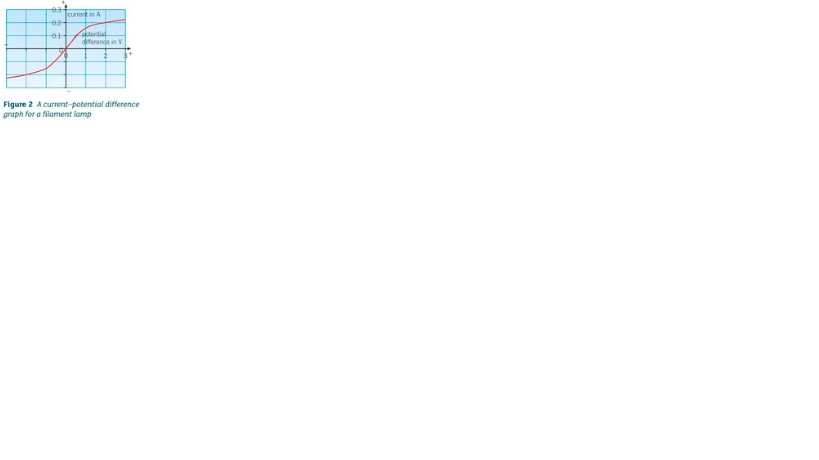 +
0.3
current in A
0.2
0.1
potential
difference in V
−
0
0
1
2
3
+
−
Figure 2 A current–potential difference
graph for a filament lamp